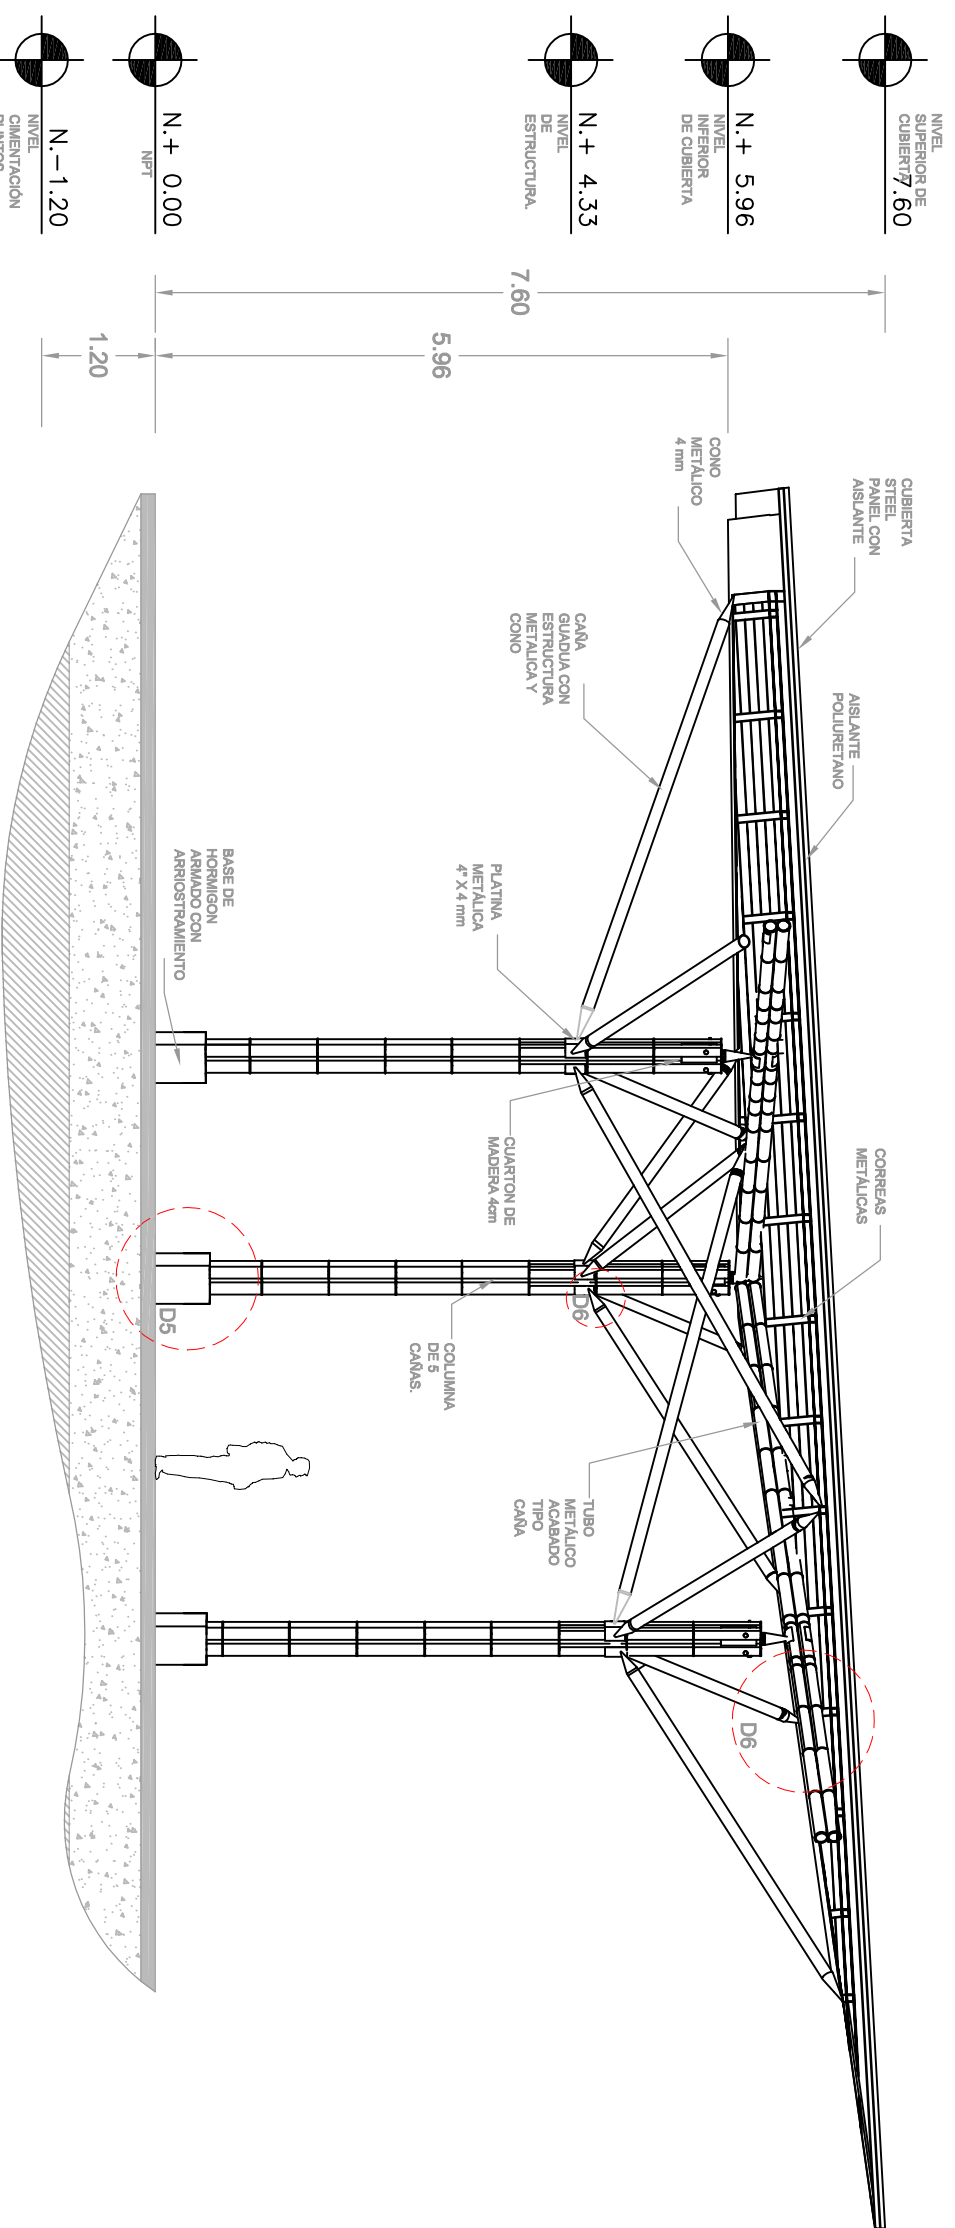 NIVEL
SUPERIOR DE
CUBIERTA
7.60
N.+ 5.96
NIVEL
INFERIOR
DE CUBIERTA
N.+ 4.33
NIVEL
DE
ESTRUCTURA.
N.+ 0.00
NPT
N.-1.20
NIVEL
CIMENTACIÓN
7.60
5.96
1.20
CUBIERTA
STEEL
PANEL CON
AISLANTE
CONO
METÁLICO
4 mm
AISLANTE
POLIURETANO
CAÑA
GUADUA CON
ESTRUCTURA
METALICA Y
CONO
PLATINA
METÁLICA
4" X 4 mm
BASE DE
HORMIGON
ARMADO CON
ARRIOSTRAMIENTO
CORREAS
METÁLICAS
CUARTON DE
MADERA 4cm
D6
D5
COLUMNA
DE 5
CAÑAS.
TUBO
METÁLICO
ACABADO
TIPO
CAÑA
D6